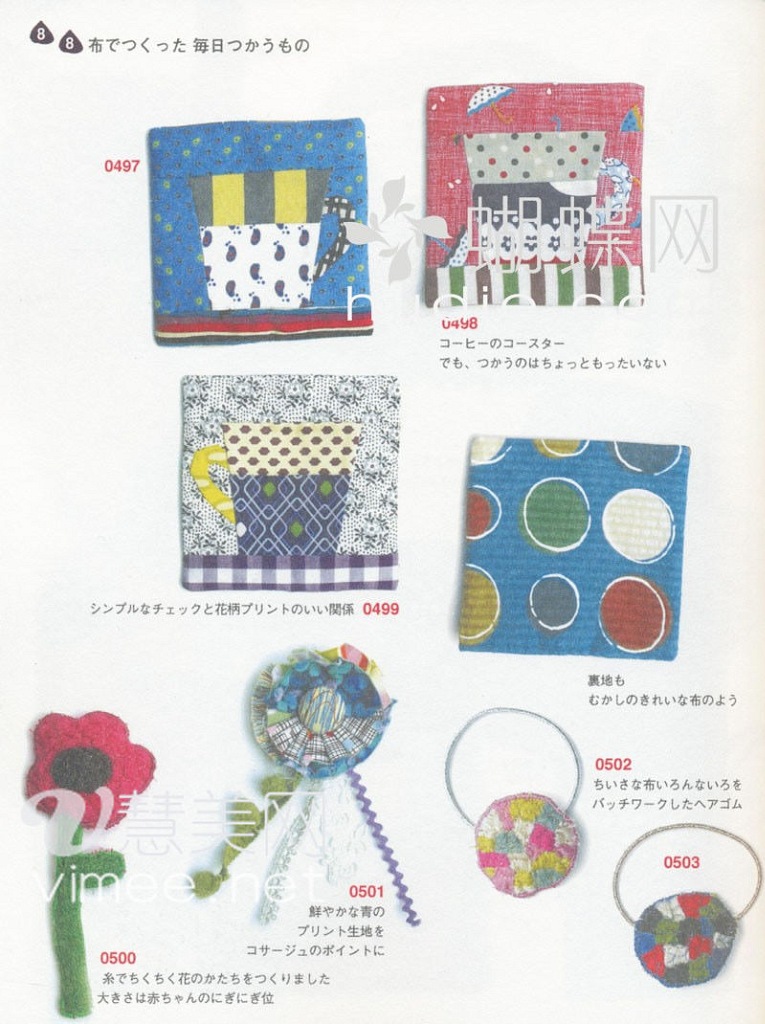 8
8 布でつくった 毎日つかうもの
0497
0498
コーヒーのコースター
でも、つかうのはちょっともったいない
シンプルなチェックと花柄プリントのいい関係 0499
裏地も
むかしのきれいな布のよう
0502
ちいさな布いろんないろを
パッチワークしたヘアゴム
0503
0501
鮮やかな青の
プリント生地を
コサージュのポイントに
0500
糸でちくちく花のかたちをつくりました
大きさは赤ちゃんのにぎにぎ位
蝴蝶网
慧美网
vimee.net